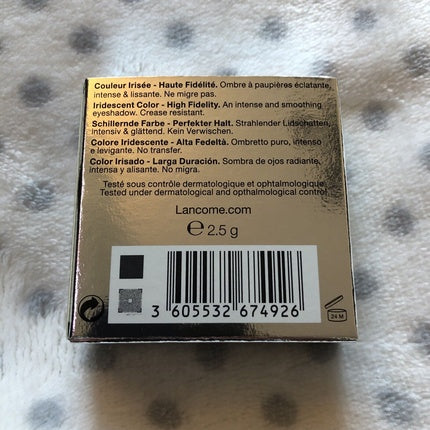 Couleur Irisée - Haute Fidélité. Ombre à paupières éclatante,
intense & lissante. Ne migre pas.
Iridescent Color - High Fidelity. An intense and smoothing
eyeshadow. Crease resistant.
Schillernde Farbe - Perfekter Halt. Strahlender Lidschatten,
intensiv & glättend. Kein Verwischen.
Colore Iridescente - Alta Fedeltà. Ombretto puro, intenso
e levigante. No transfer.
Color Irisado - Larga Duración. Sombra de ojos radiante,
intensa y alisante. No migra.
Testé sous contrôle dermatologique et ophtalmologique.
Tested under dermatological and opthalmological control.
Lancome.com
℮ 2.5 g
3 605532 674926
24 M